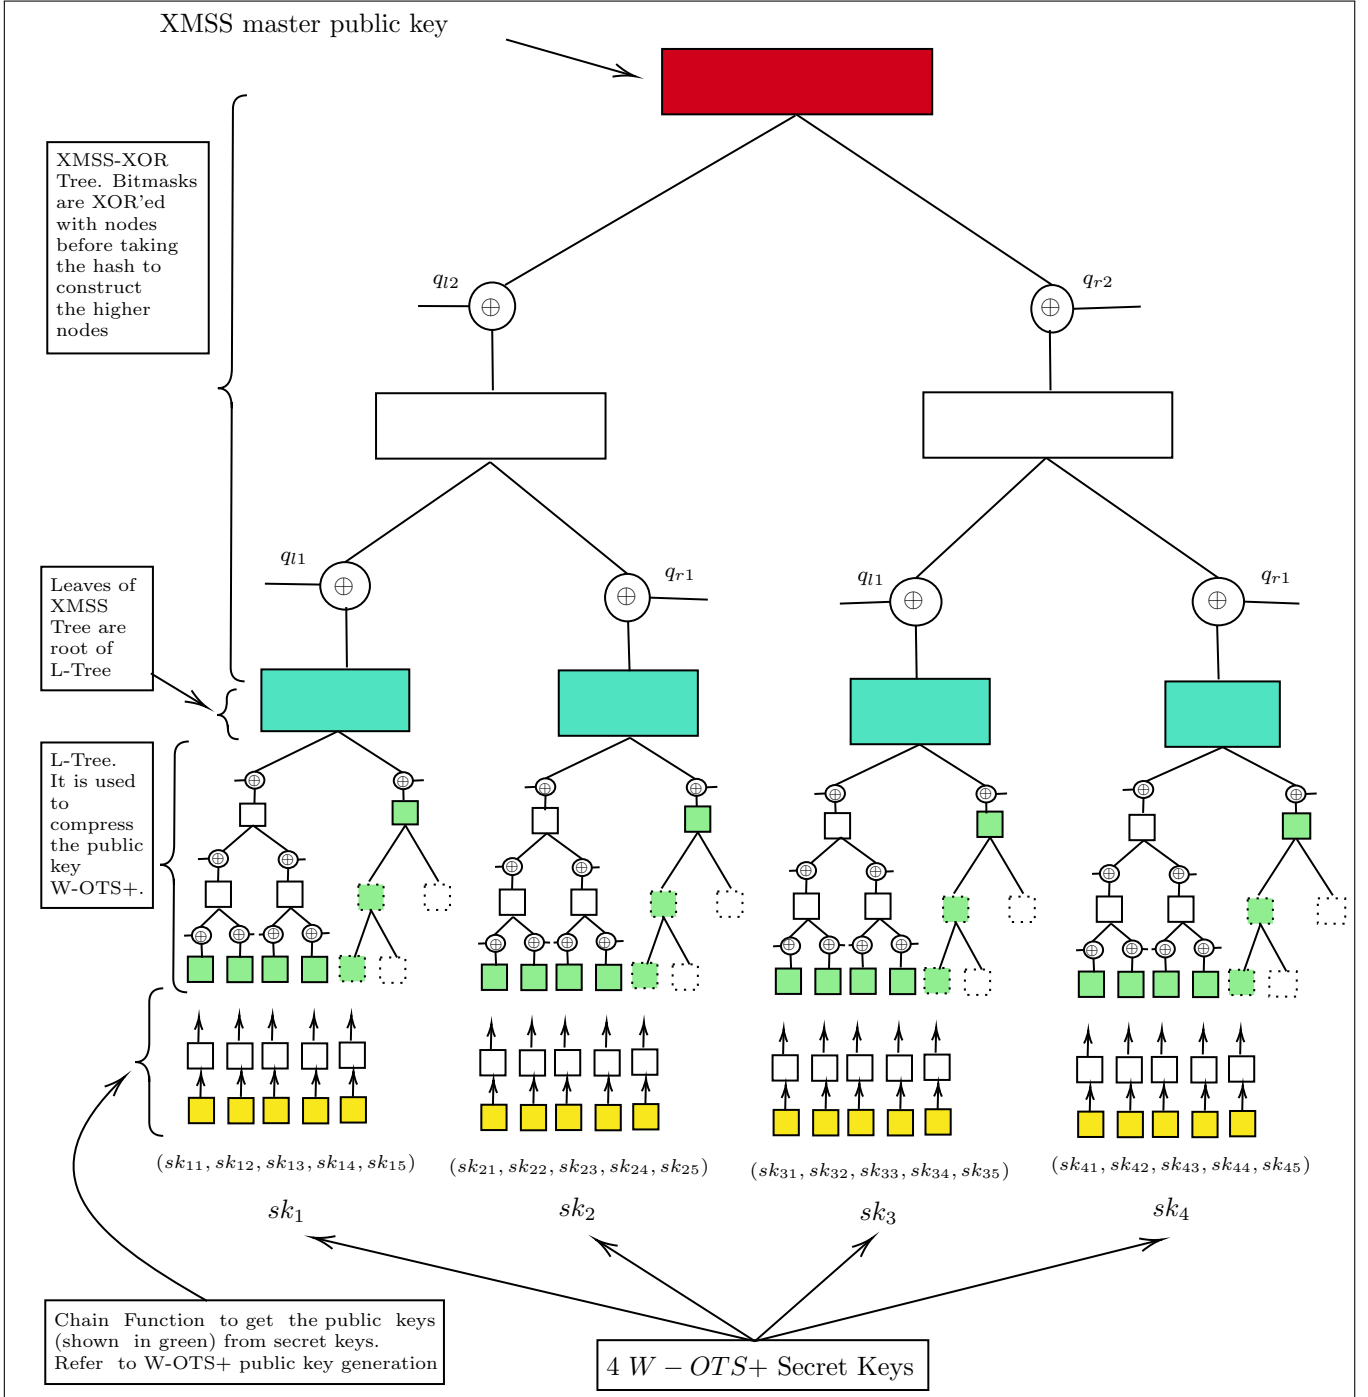 XMSS master public key
XMSS-XOR
Tree. Bitmasks
are XOR'ed
with nodes
before taking
the hash to
construct
the higher
nodes
q_{l2}
⊕
⊕
q_{r2}
q_{l1}
⊕
⊕
q_{r1}
q_{l1}
⊕
⊕
q_{r1}
Leaves of
XMSS
Tree are
root of
L-Tree
L-Tree.
It is used
to
compress
the public
key
W-OTS+.
⊕ ⊕ ⊕ ⊕ ⊕ ⊕ ⊕ ⊕
⊕ ⊕ ⊕ ⊕ ⊕ ⊕ ⊕ ⊕
⊕ ⊕ ⊕ ⊕ ⊕ ⊕ ⊕ ⊕ ⊕ ⊕ ⊕ ⊕ ⊕ ⊕ ⊕ ⊕
(sk_{11}, sk_{12}, sk_{13}, sk_{14}, sk_{15})
(sk_{21}, sk_{22}, sk_{23}, sk_{24}, sk_{25})
(sk_{31}, sk_{32}, sk_{33}, sk_{34}, sk_{35})
(sk_{41}, sk_{42}, sk_{43}, sk_{44}, sk_{45})
sk_1
sk_2
sk_3
sk_4
Chain Function to get the public keys
(shown in green) from secret keys.
Refer to W-OTS+ public key generation
4 W − OTS+ Secret Keys